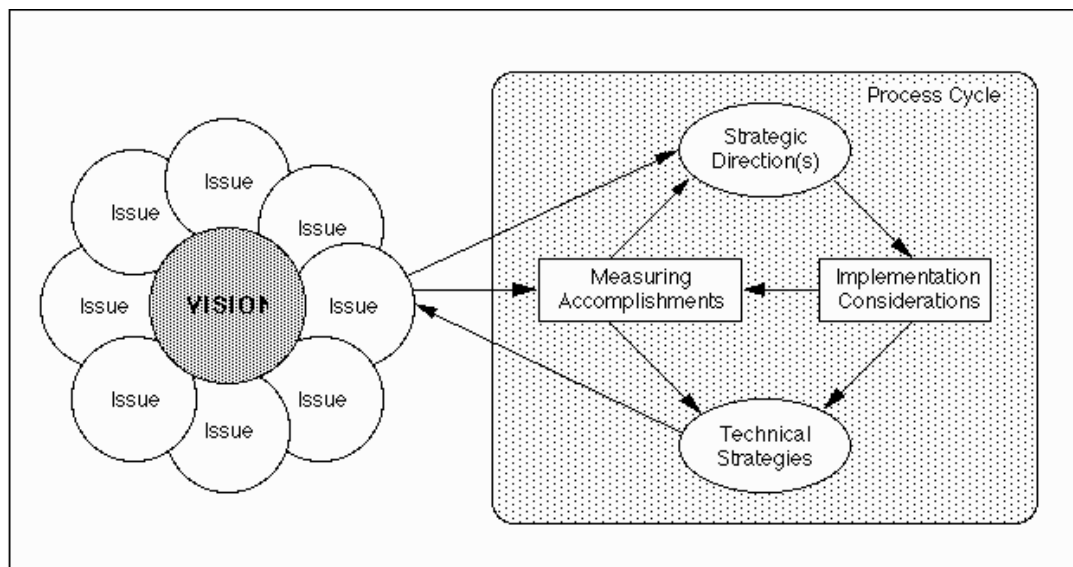 Process Cycle
Strategic
Direction(s)
Issue
Issue
Issue
Issue
VISION
Issue
Measuring
Accomplishments
Implementation
Considerations
Issue
Issue
Issue
Technical
Strategies